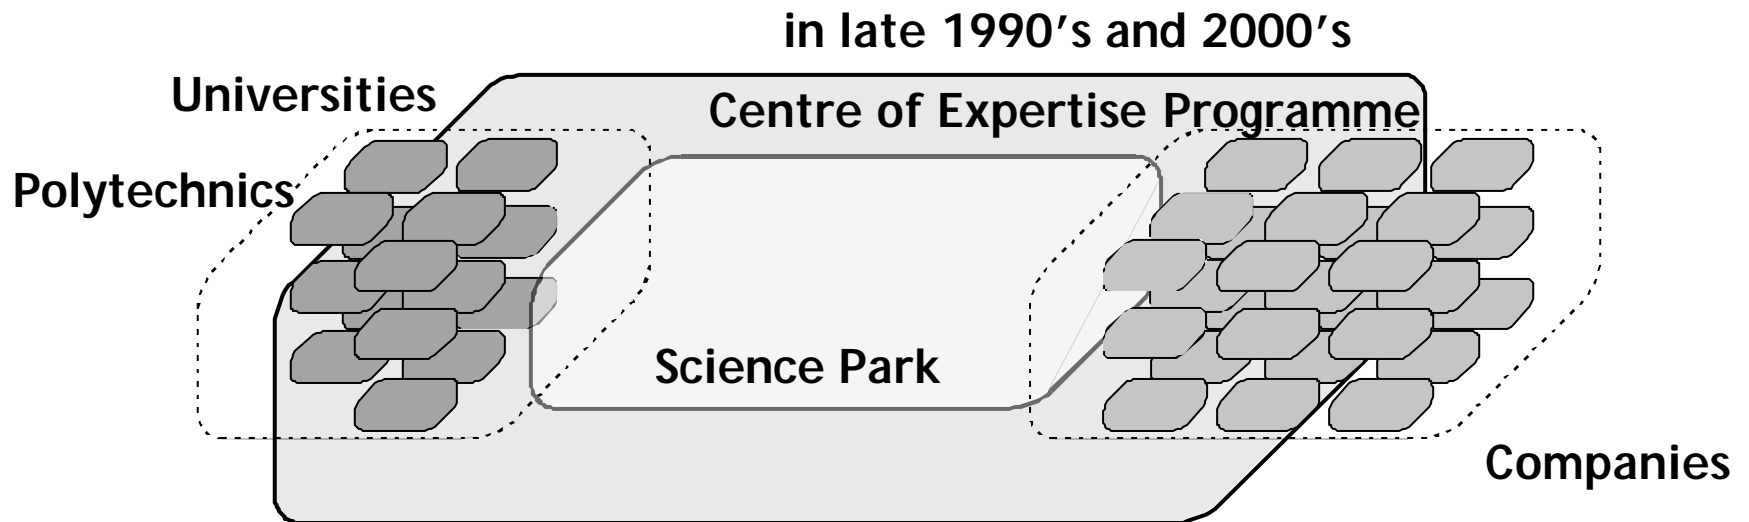 in late 1990's and 2000's
Universities
Centre of Expertise Programme
Polytechnics
Science Park
Companies